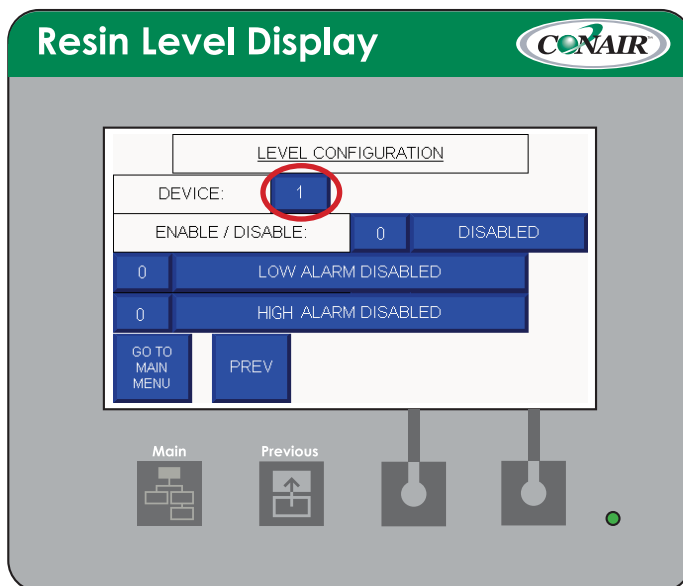 Resin Level Display
CONAIR
LEVEL CONFIGURATION
DEVICE: 1
ENABLE / DISABLE: 0 DISABLED
0 LOW ALARM DISABLED
0 HIGH ALARM DISABLED
GO TO
MAIN
MENU
PREV
Main Previous